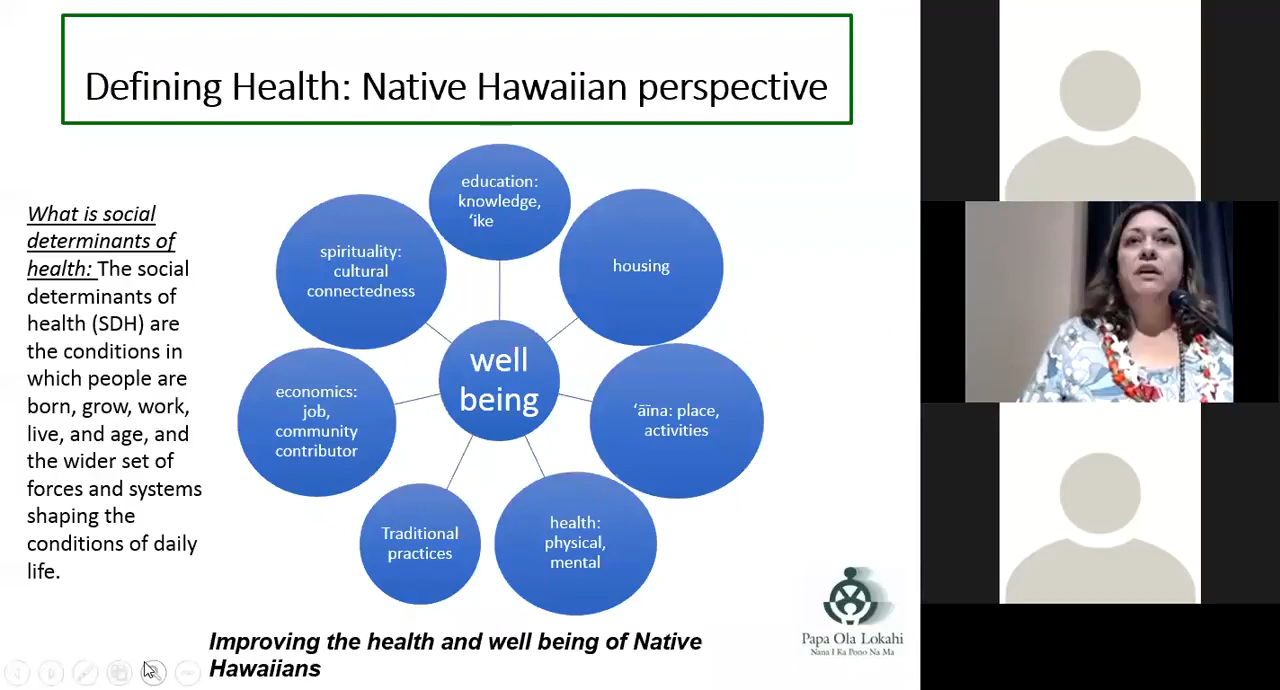 Defining Health: Native Hawaiian perspective
What is social
determinants of
health: The social
determinants of
health (SDH) are
the conditions in
which people are
born, grow, work,
live, and age, and
the wider set of
forces and systems
shaping the
conditions of daily
life.
education:
knowledge,
‘ike
housing
‘āīna: place,
activities
health:
physical,
mental
Traditional
practices
economics:
job,
community
contributor
spirituality:
cultural
connectedness
well
being
Improving the health and well being of Native
Hawaiians
Papa Ola Lokahi
Nana I Ka Pono Na Ma